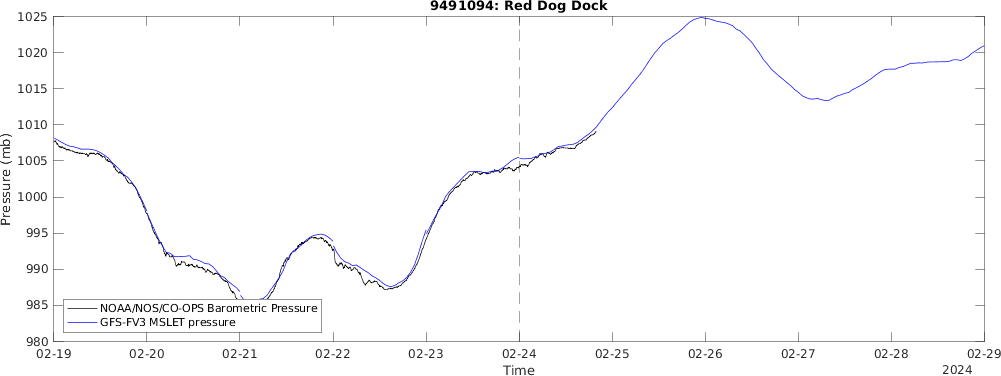 9491094: Red Dog Dock
Pressure (mb)
1025
1020
1015
1010
1005
1000
995
990
985
980
NOAA/NOS/CO-OPS Barometric Pressure
GFS-FV3 MSLET pressure
02-19 02-20 02-21 02-22 02-23 02-24 02-25 02-26 02-27 02-28 02-29
Time
2024